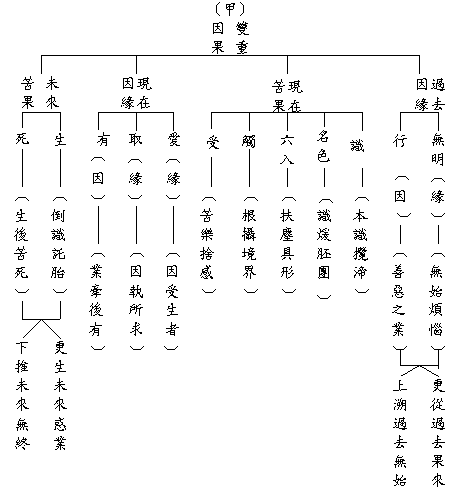 （甲）
變重
因果
過去
因緣
現在
苦果
現在
因緣
未來
苦果
無明（緣）（無始煩惱）
行（因）（善惡之業）
識（本識攬渧）
名色（識煖胚團）
六入（扶塵具形）
觸（根攝境界）
受（苦樂捨感）
愛（緣）（因受生者）
取（緣）（因執所求）
有（因）（業牽後有）
生（倒識託胎）
死（生後苦死）
更從過去果來
上溯過去無始
更生未來惑業
下推未來無終